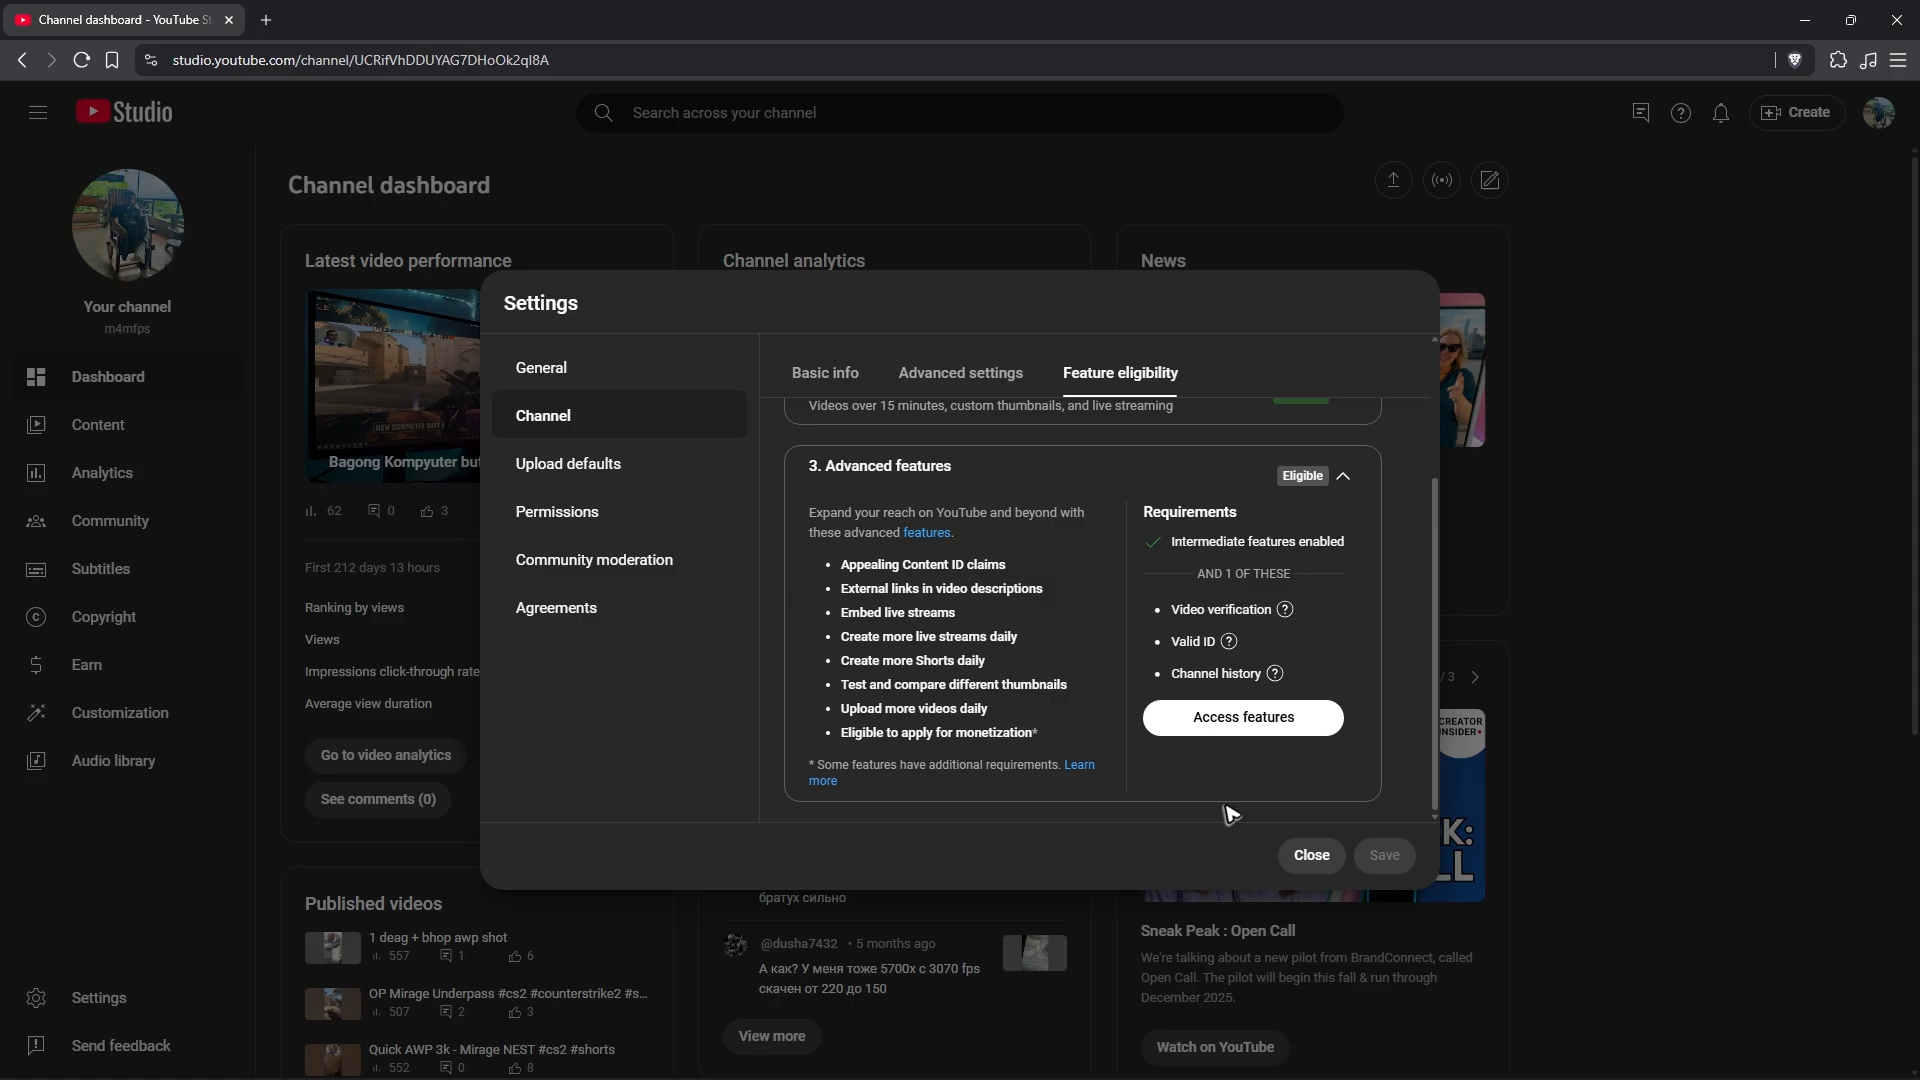 Channel dashboard - YouTube S
studio.youtube.com/channel/UCRifVhDDUYAG7DHoOk2qI8A
Studio
Search across your channel
Create
Your channel
m4mfps
Dashboard
Content
Analytics
Community
Subtitles
Copyright
Earn
Customization
Audio library
Settings
Send feedback
Channel dashboard
Latest video performance
NEW COMPUTER BUT
Bagong Kompyuter but
62 0 3
First 212 days 13 hours
Ranking by views
Views
Impressions click-through rate
Average view duration
Go to video analytics
See comments (0)
Published videos
1 deag + bhop awp shot
557 1 6
OP Mirage Underpass #cs2 #counterstrike2 #s...
507 2 3
Quick AWP 3k - Mirage NEST #cs2 #shorts
552 0 8
Channel analytics
братух сильно
@dusha7432 • 5 months ago
А как? У меня тоже 5700x с 3070 fps
скачен от 220 до 150
View more
News
/ 3
CREATOR
INSIDER
K:
LL
Sneak Peak : Open Call
We're talking about a new pilot from BrandConnect, called
Open Call. The pilot will begin this fall & run through
December 2025.
Watch on YouTube
Settings
General
Channel
Upload defaults
Permissions
Community moderation
Agreements
Basic info
Advanced settings
Feature eligibility
Videos over 15 minutes, custom thumbnails, and live streaming
3. Advanced features
Eligible
Expand your reach on YouTube and beyond with
these advanced features.
• Appealing Content ID claims
• External links in video descriptions
• Embed live streams
• Create more live streams daily
• Create more Shorts daily
• Test and compare different thumbnails
• Upload more videos daily
• Eligible to apply for monetization*
* Some features have additional requirements. Learn
more
Requirements
Intermediate features enabled
AND 1 OF THESE
• Video verification
• Valid ID
• Channel history
Access features
Close
Save